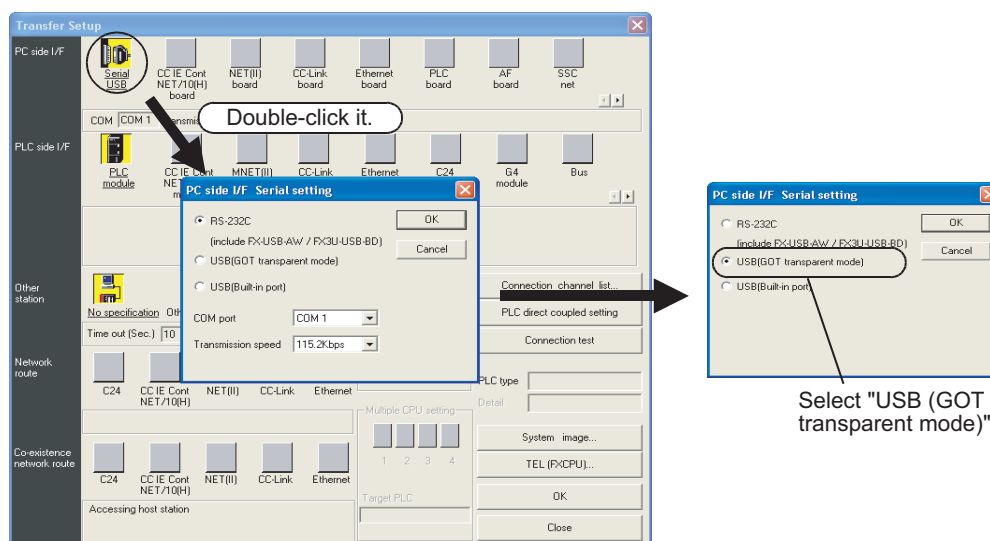 Transfer Setup
PC side I/F
Serial
USB
CC IE Cont
NET/10(H)
board
NET(II)
board
CC-Link
board
Ethernet
board
PLC
board
AF
board
SSC
net
COM COM 1
Double-click it.
PLC side I/F
PLC
module
CC IE Cont
MNET(II)
CC-Link
Ethernet
C24
G4
module
Bus
PC side I/F Serial setting
RS-232C
(include FX-USB-AW / FX3U-USB-BD)
USB(GOT transparent mode)
USB(Built-in port)
COM port COM 1
Transmission speed 115.2Kbps
OK
Cancel
Other
station
No specification
Time out (Sec.) 10
Connection channel list...
PLC direct coupled setting
Connection test
PLC type
Detail
Network
route
C24
CC IE Cont
NET/10(H)
NET(II)
CC-Link
Ethernet
Multiple CPU setting
1 2 3 4
Target PLC
System image...
TEL (FXCPU)...
OK
Close
Co-existence
network route
C24
CC IE Cont
NET/10(H)
NET(II)
CC-Link
Ethernet
Accessing host station
PC side I/F Serial setting
RS-232C
(include FX-USB-AW / FX3U-USB-BD)
USB(GOT transparent mode)
USB(Built-in port)
OK
Cancel
Select "USB (GOT
transparent mode)"